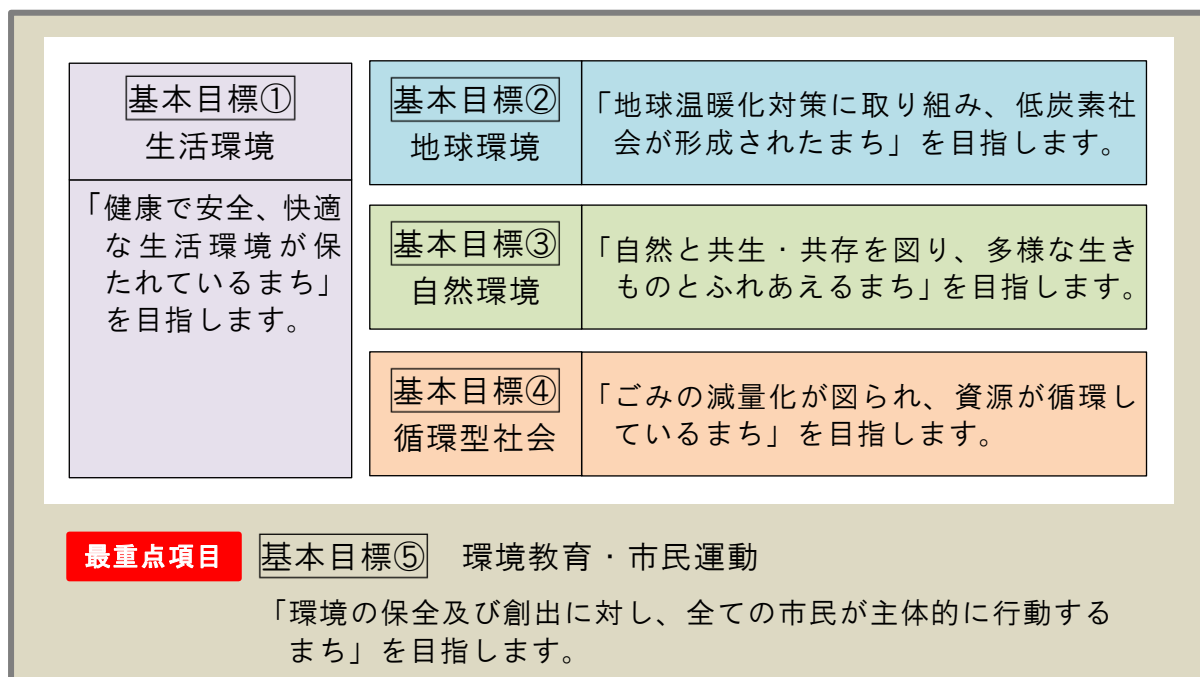 基本目標①
生活環境
「健康で安全、快適
な生活環境が保
たれているまち」
を目指します。
基本目標②
地球環境
「地球温暖化対策に取り組み、低炭素社
会が形成されたまち」を目指します。
基本目標③
自然環境
「自然と共生・共存を図り、多様な生き
ものとふれあえるまち」を目指します。
基本目標④
循環型社会
「ごみの減量化が図られ、資源が循環し
ているまち」を目指します。
最重点項目 基本目標⑤ 環境教育・市民運動
「環境の保全及び創出に対し、全ての市民が主体的に行動する
まち」を目指します。